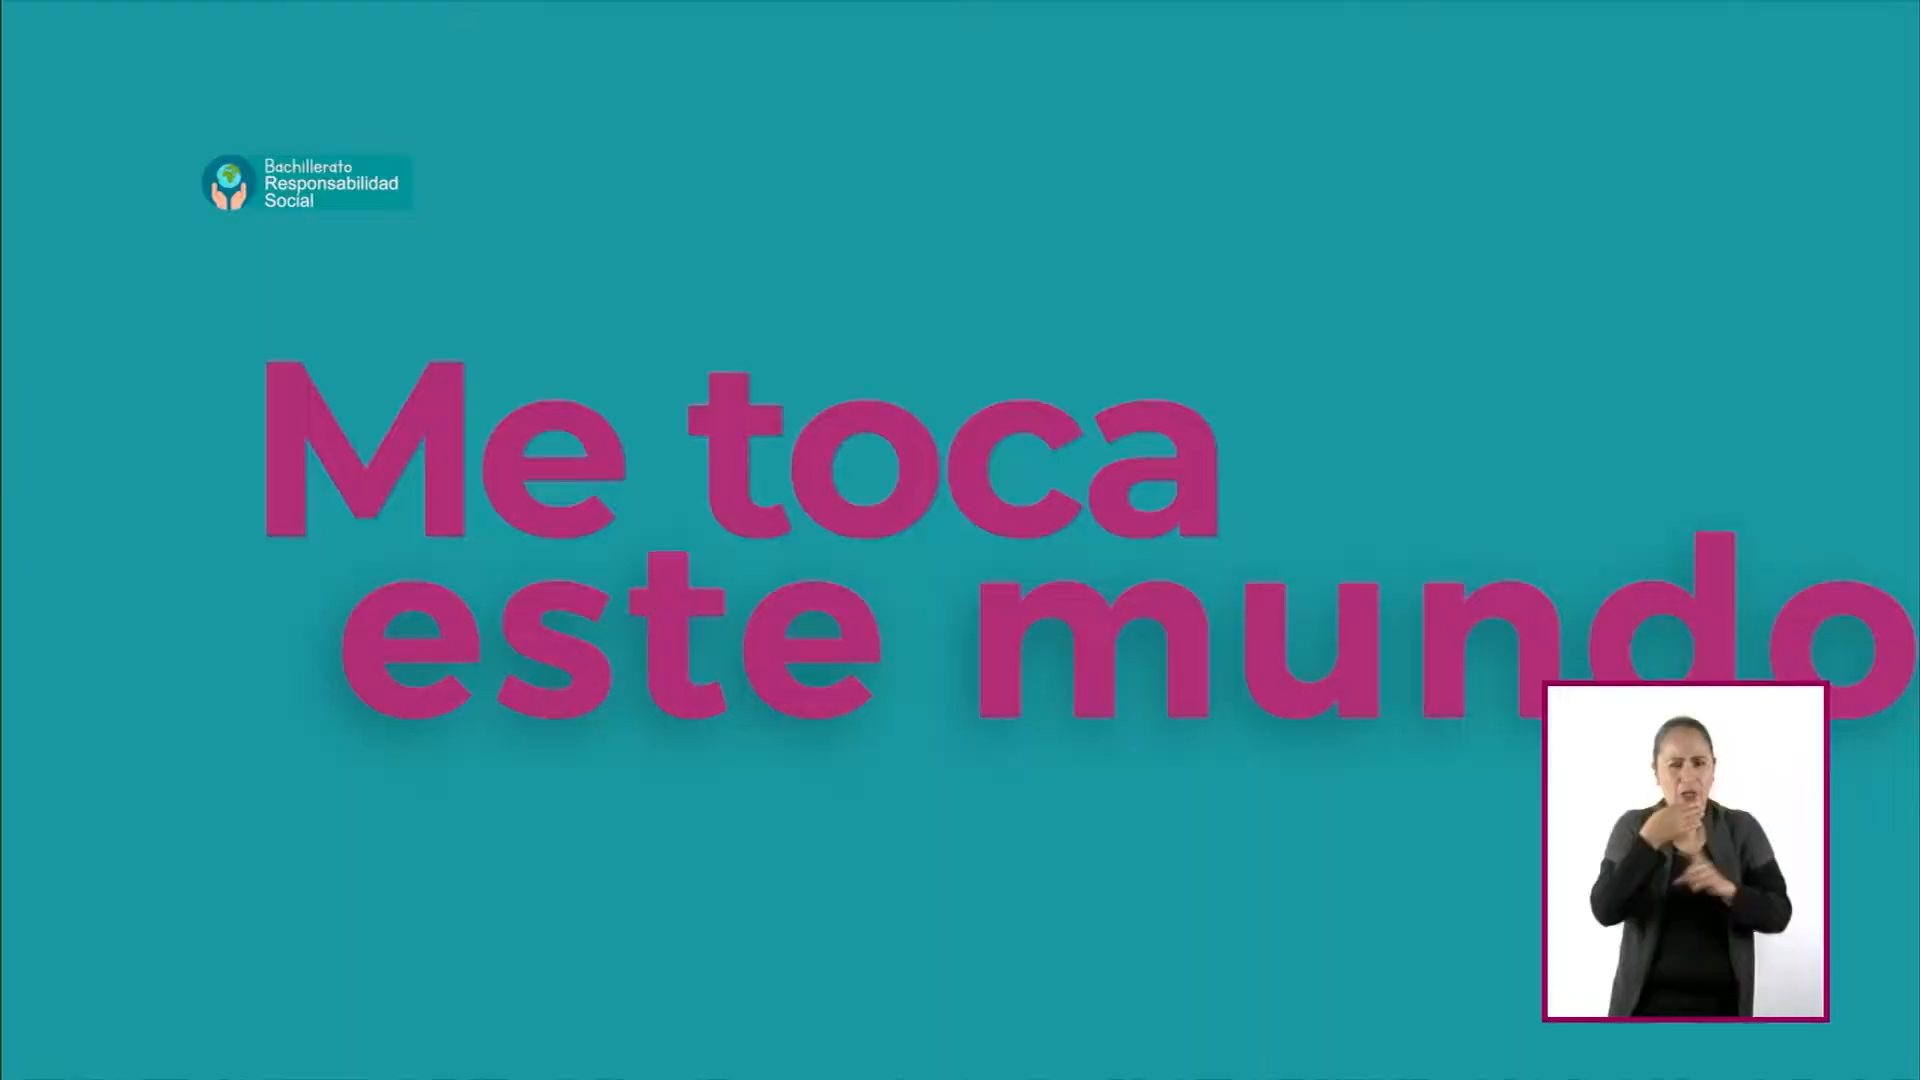 Bachillerato
Responsabilidad
Social
Me toca
este mundo